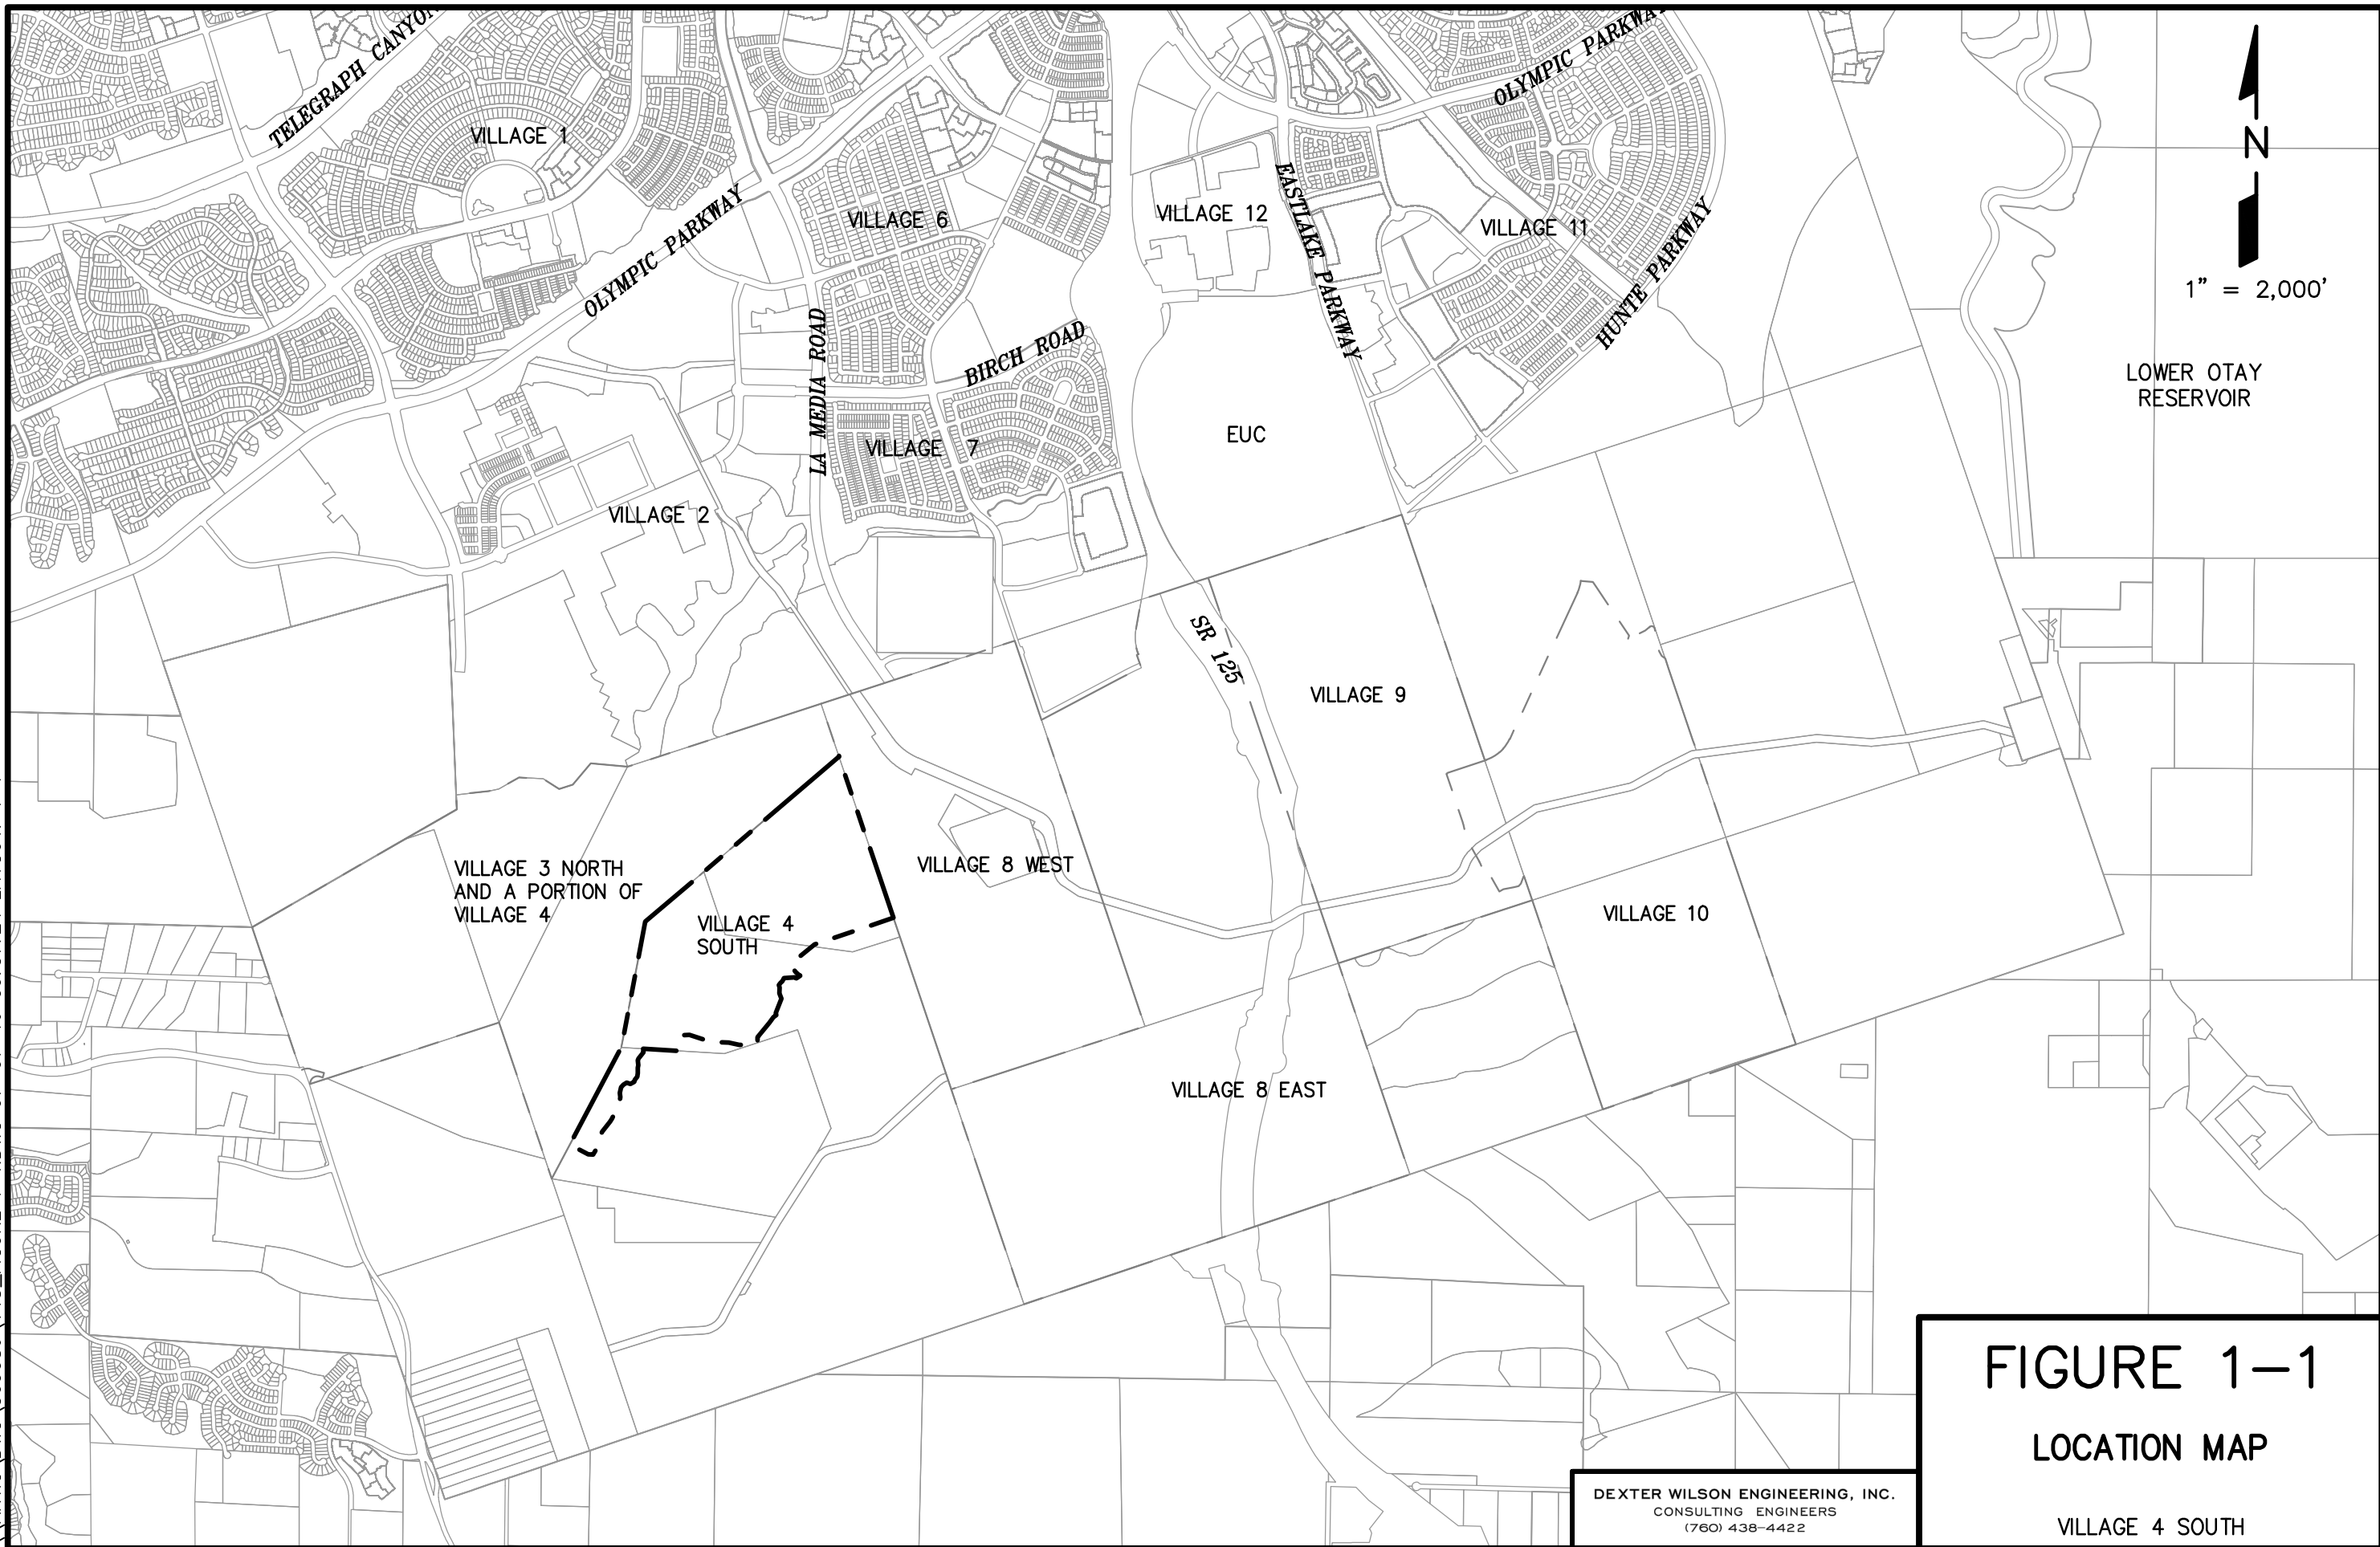 TELEGRAPH CANYON
VILLAGE 1
OLYMPIC PARKWAY
VILLAGE 6
VILLAGE 12
EASTLAKE PARKWAY
OLYMPIC PARKWAY
VILLAGE 11
HUNTE PARKWAY
N
1" = 2,000'
LOWER OTAY
RESERVOIR
LA MEDIA ROAD
BIRCH ROAD
VILLAGE 7
EUC
VILLAGE 2
SR 125
VILLAGE 9
VILLAGE 3 NORTH
AND A PORTION OF
VILLAGE 4
VILLAGE 4
SOUTH
VILLAGE 8 WEST
VILLAGE 10
VILLAGE 8 EAST
FIGURE 1-1
LOCATION MAP
VILLAGE 4 SOUTH
DEXTER WILSON ENGINEERING, INC.
CONSULTING ENGINEERS
(760) 438-4422